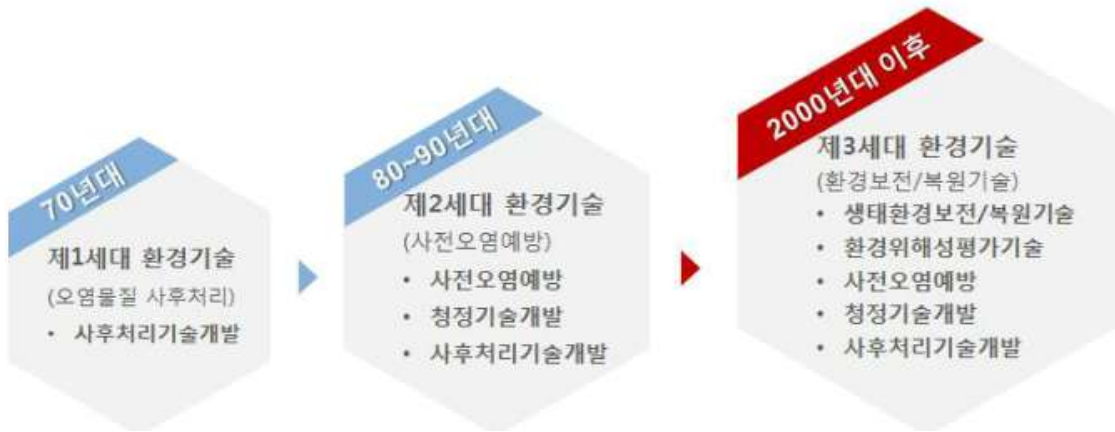 70년대
제1세대 환경기술
(오염물질 사후처리)
• 사후처리기술개발
80~90년대
제2세대 환경기술
(사전오염예방)
• 사전오염예방
• 청정기술개발
• 사후처리기술개발
2000년대 이후
제3세대 환경기술
(환경보전/복원기술)
• 생태환경보전/복원기술
• 환경위해성평가기술
• 사전오염예방
• 청정기술개발
• 사후처리기술개발